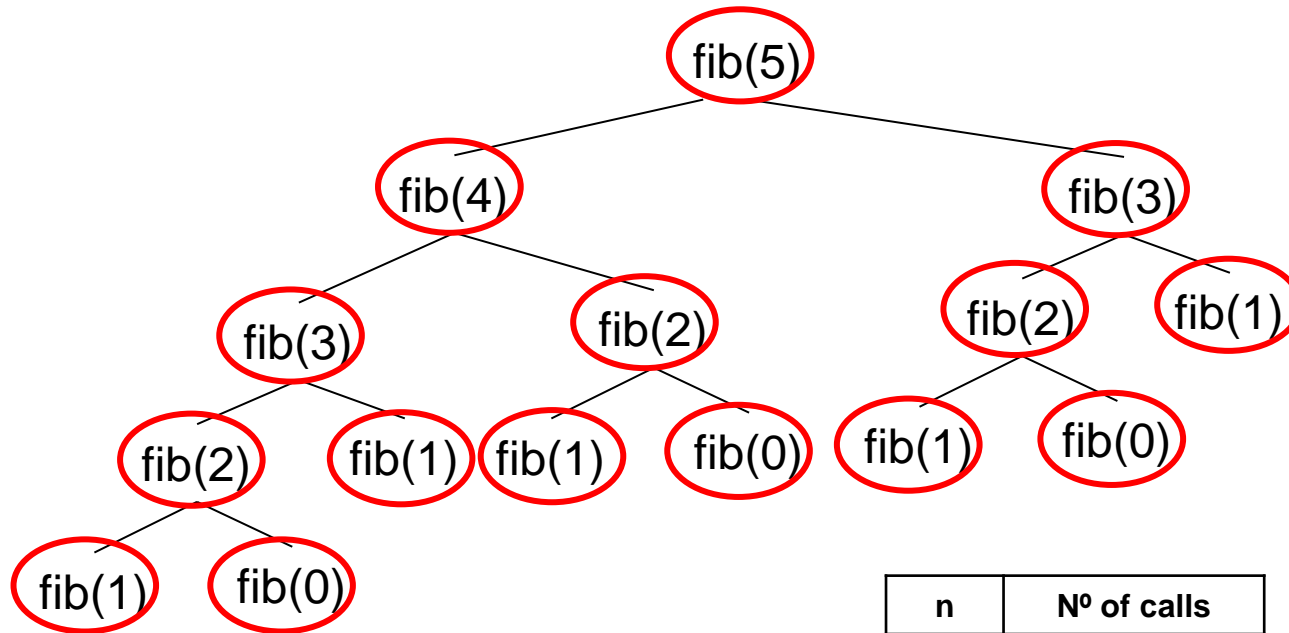 fib(5)
fib(4) fib(3)
fib(3) fib(2) fib(2) fib(1)
fib(2) fib(1) fib(1) fib(0) fib(1) fib(0)
fib(1) fib(0)
n Nº of calls